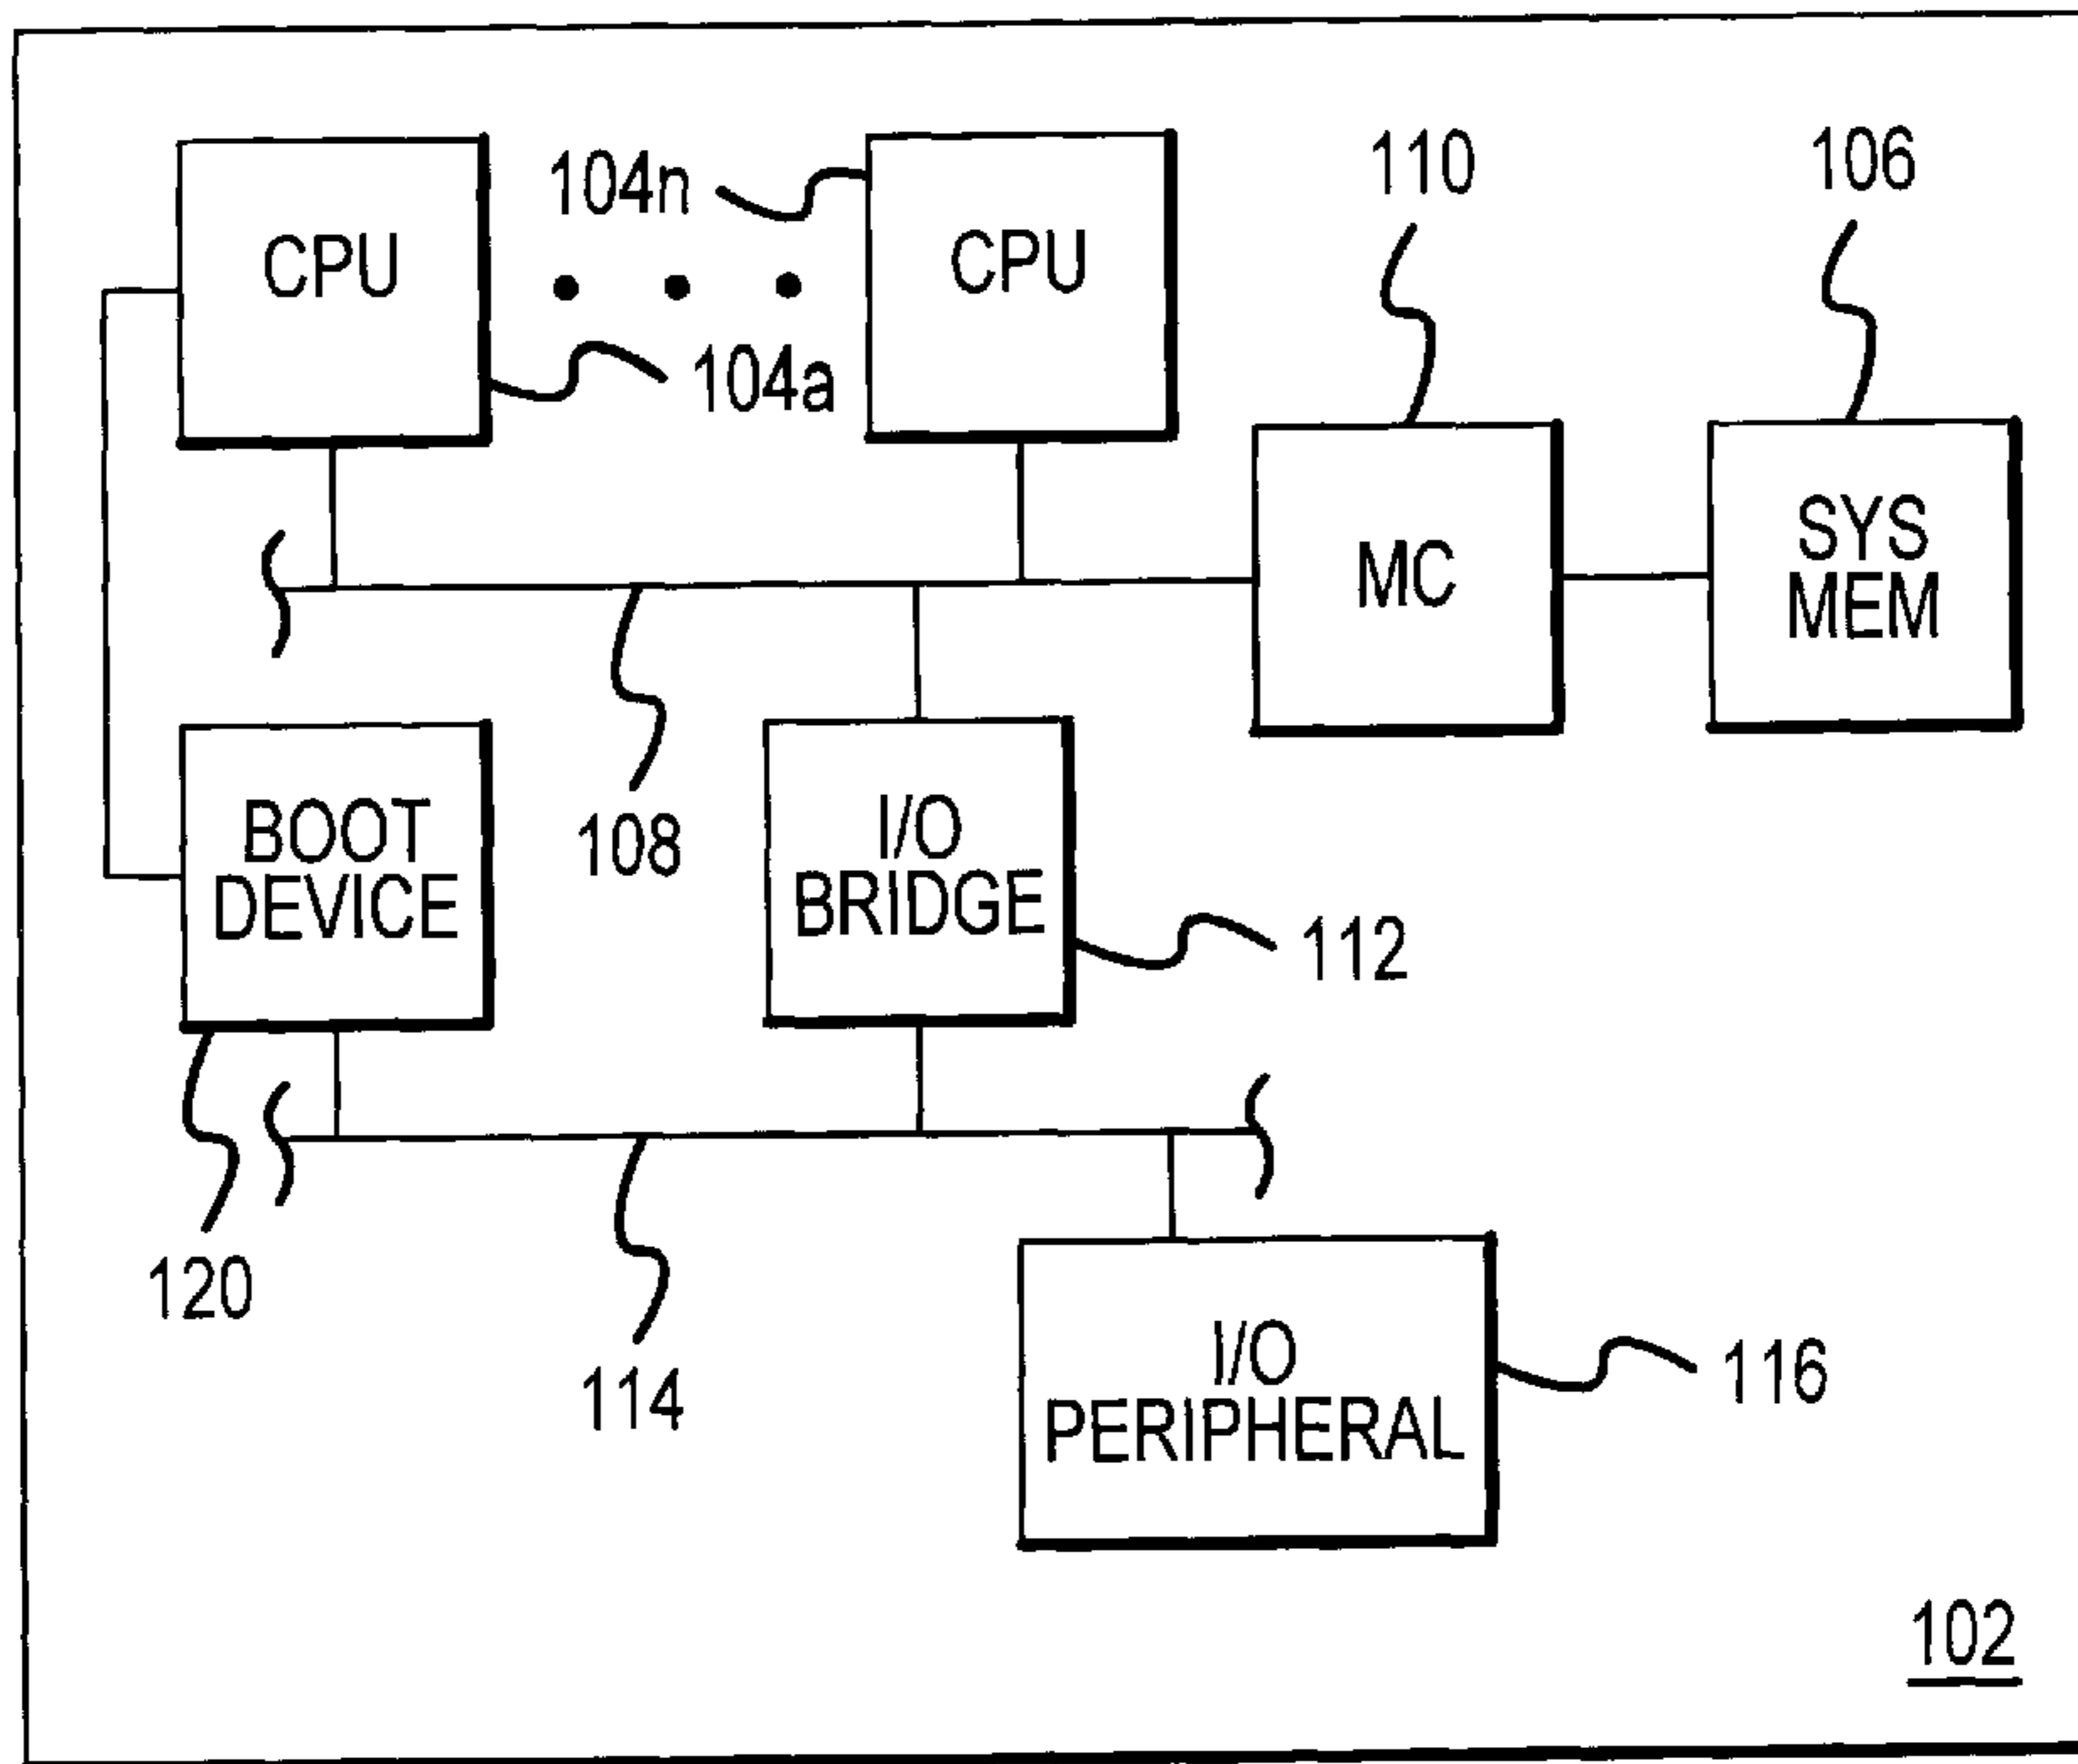 104n
110
106
CPU
CPU
104a
SYS
MEM
MC
108
BOOT
DEVICE
I/O
BRIDGE
112
120
114
I/O
PERIPHERAL
116
102